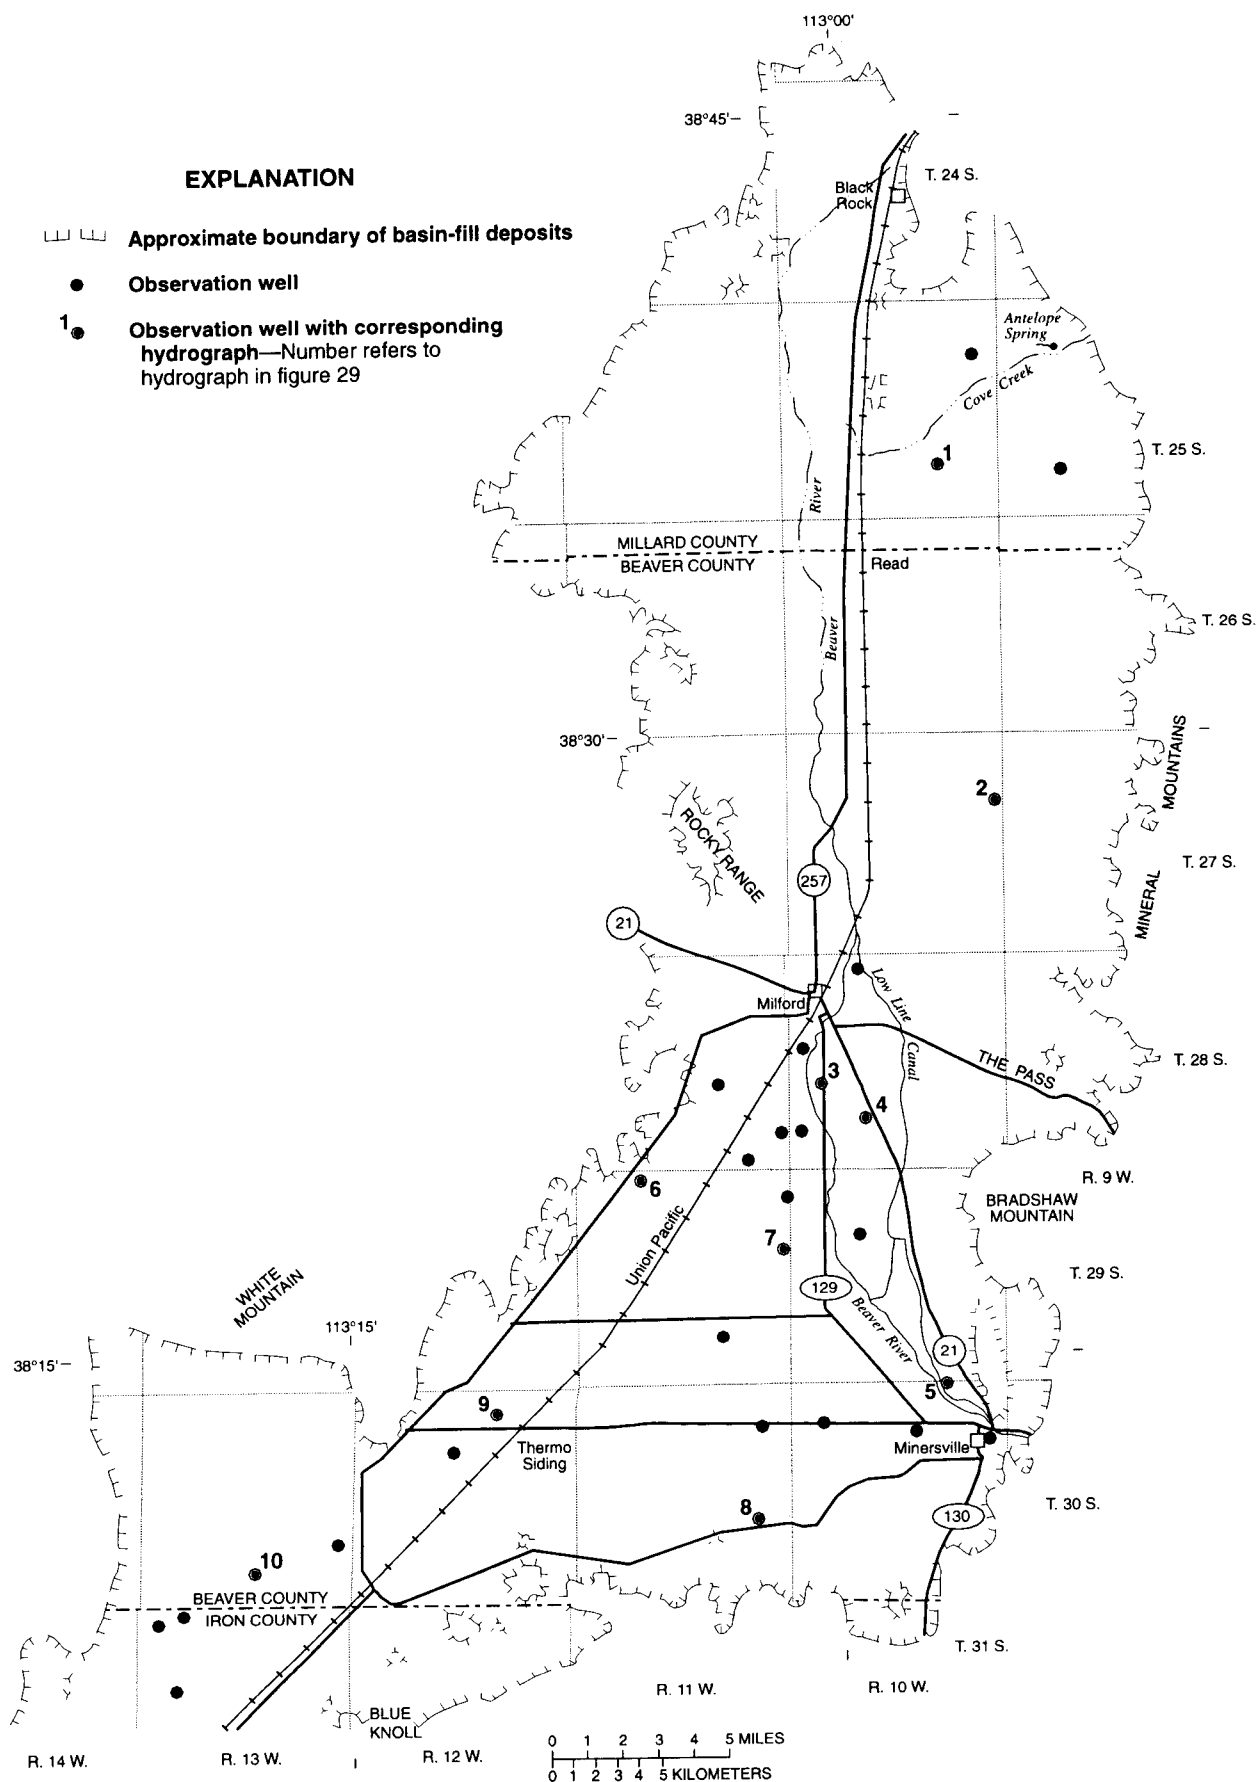 113°00'
38°45'
EXPLANATION
Approximate boundary of basin-fill deposits
Observation well
1
Observation well with corresponding
hydrograph—Number refers to
hydrograph in figure 29
Black
Rock
T. 24 S.
Antelope
Spring
Cove Creek
1
T. 25 S.
River
MILLARD COUNTY
BEAVER COUNTY
Read
Beaver
T. 26 S.
38°30'
MOUNTAINS
MINERAL
2
ROCKY RANGE
T. 27 S.
257
21
Low Line
Canal
Milford
THE PASS
T. 28 S.
3
4
R. 9 W.
6
BRADSHAW
MOUNTAIN
Union Pacific
7
T. 29 S.
129
WHITE
MOUNTAIN
Beaver River
113°15'
38°15'
21
5
9
Thermo
Siding
Minersville
8
130
T. 30 S.
10
BEAVER COUNTY
IRON COUNTY
T. 31 S.
R. 11 W.
R. 10 W.
BLUE
KNOLL
R. 14 W.
R. 13 W.
R. 12 W.
0 1 2 3 4 5 MILES
0 1 2 3 4 5 KILOMETERS